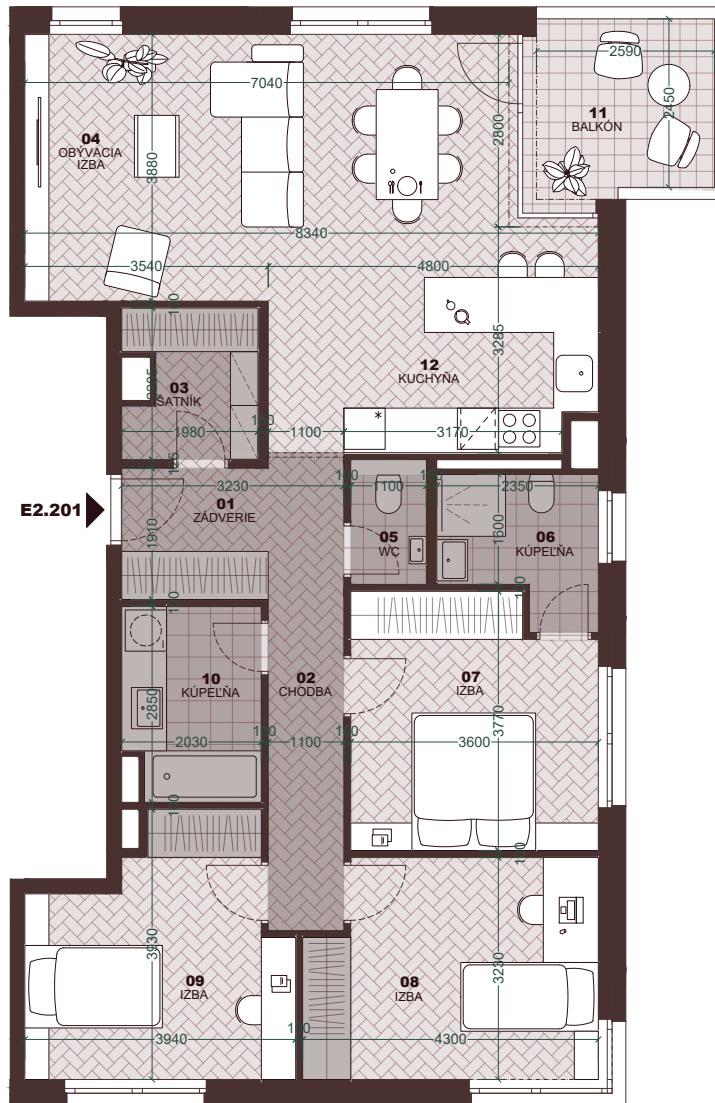 7040
2590
2450
11
BALKÓN
2800
04
OBÝVACIA
IZBA
3880
8340
3540
4800
3285
12
KUCHYŇA
03
ŠATNÍK
1980
1100
3170
3230
1100
2350
E2.201
01
ZÁDVERIE
1910
05
WC
1600
06
KÚPEĽŇA
10
KÚPEĽŇA
2850
02
CHODBA
07
IZBA
3770
2030
1100
3600
3930
09
IZBA
08
IZBA
3230
3940
4300